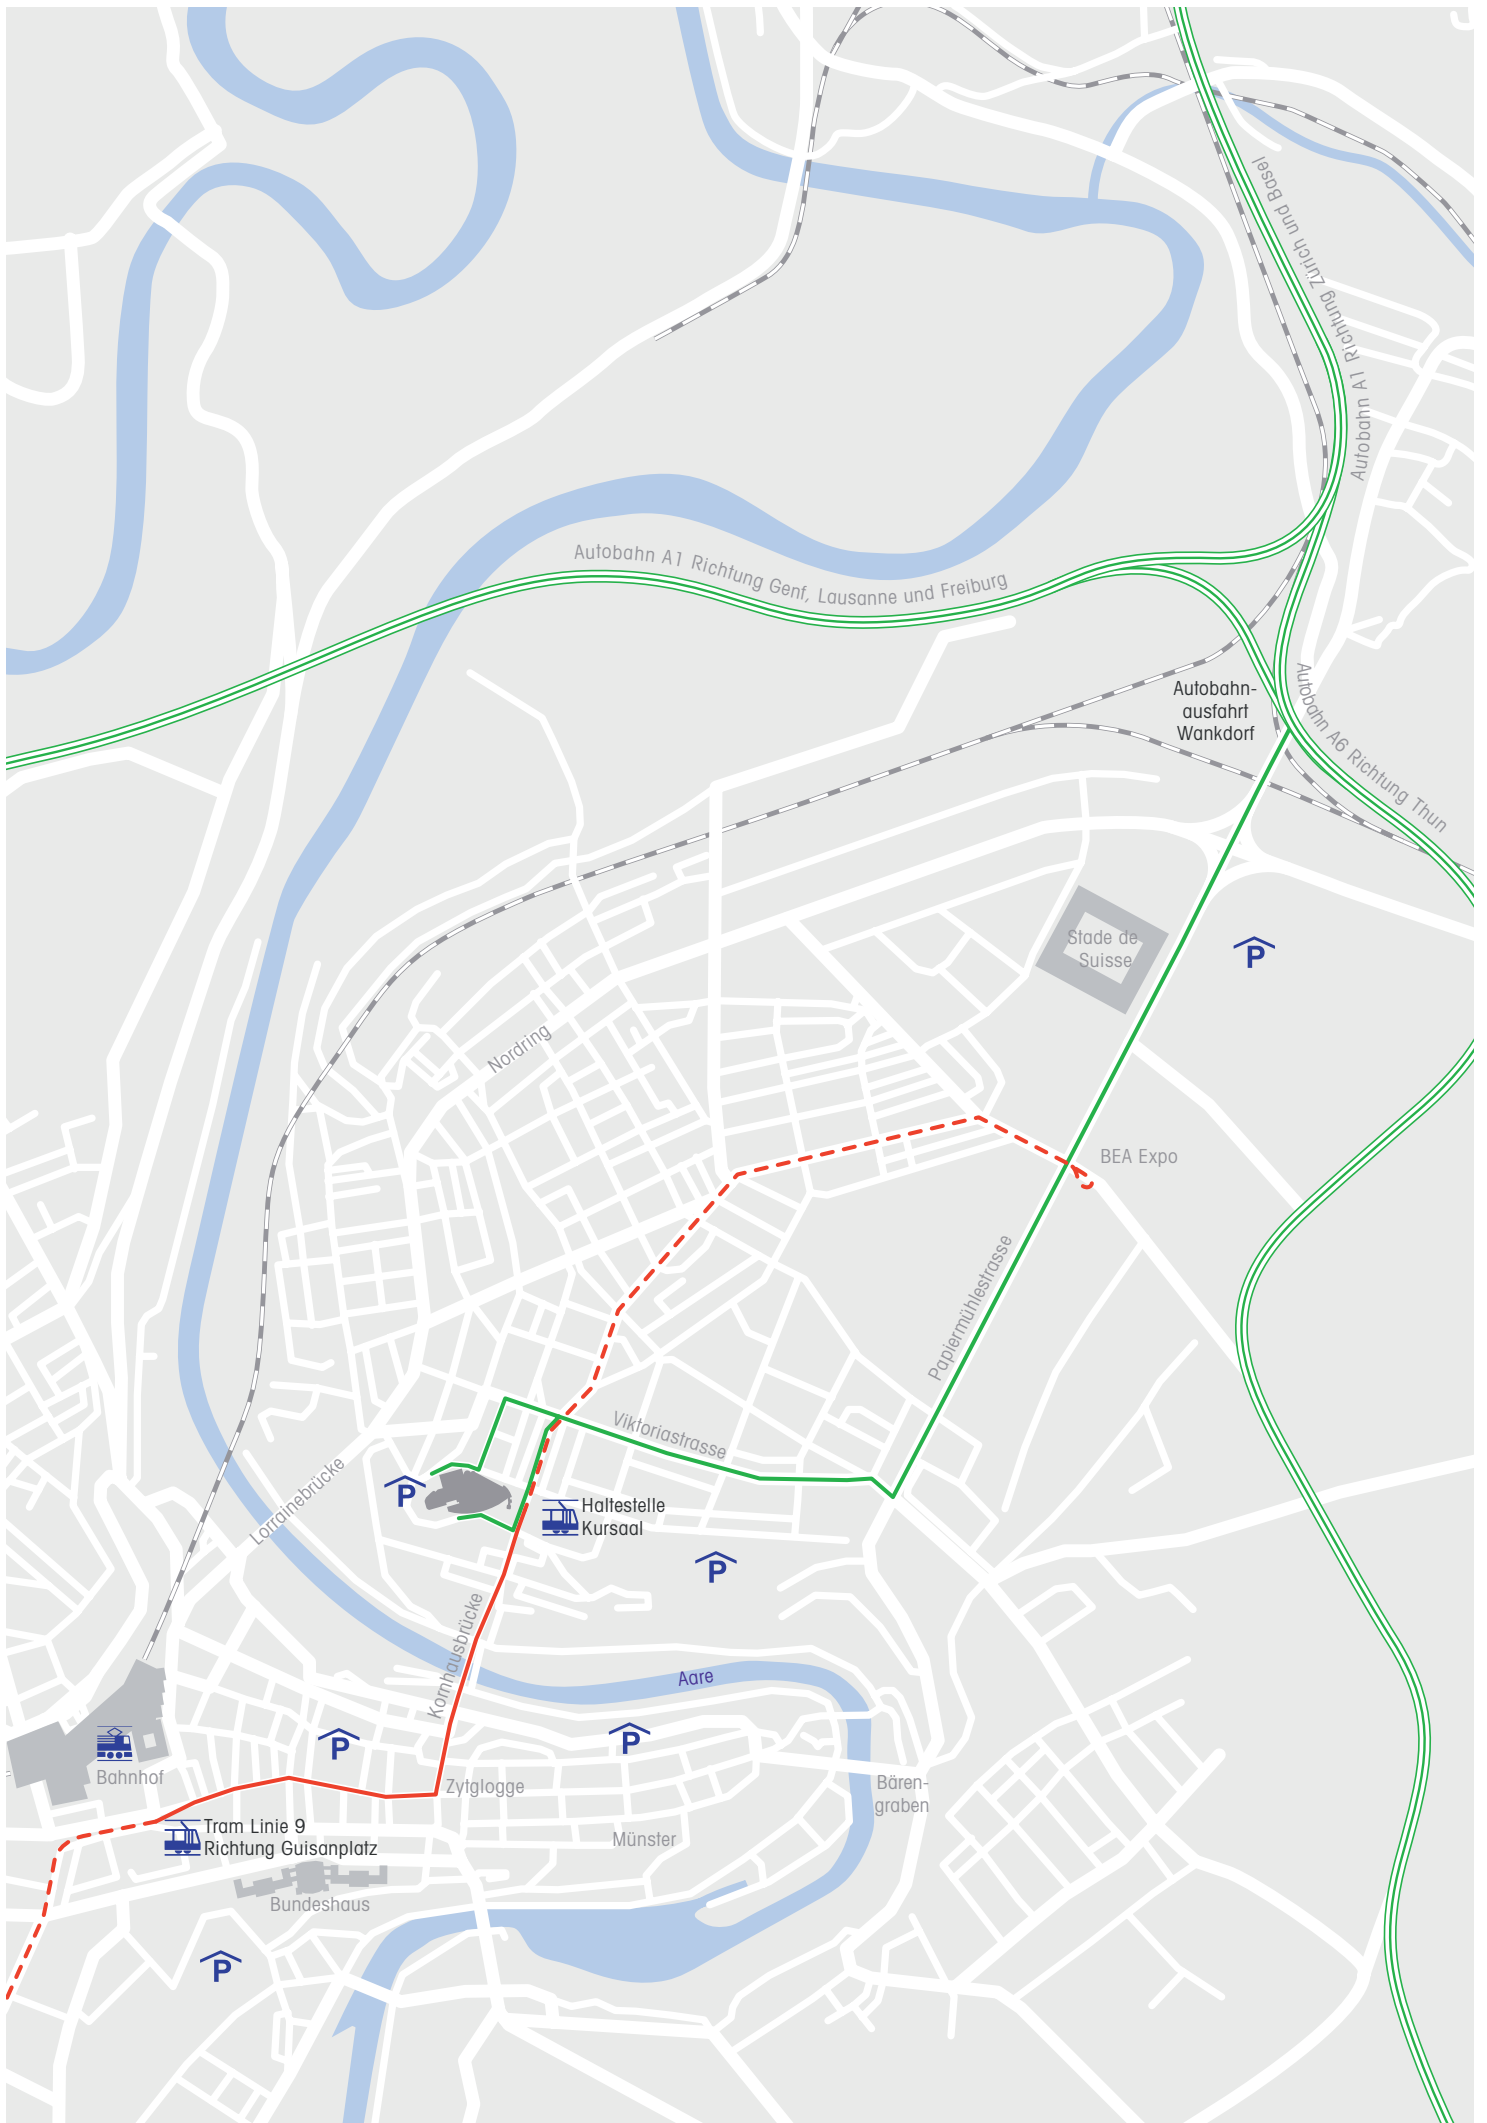 Autobahn A1 Richtung Zürich und Basel
Autobahn A1 Richtung Genf, Lausanne und Freiburg
Autobahn-
ausfahrt
Wankdorf
Autobahn A6 Richtung Thun
Stade de
Suisse
P
Nordring
BEA Expo
Papiermühlestrasse
Viktoriastrasse
Lorrainebrücke
P
Haltestelle
Kursaal
P
Kornhausbrücke
Aare
P
P
Bahnhof
Zytglogge
Bären-
graben
Tram Linie 9
Richtung Guisanplatz
Münster
Bundeshaus
P